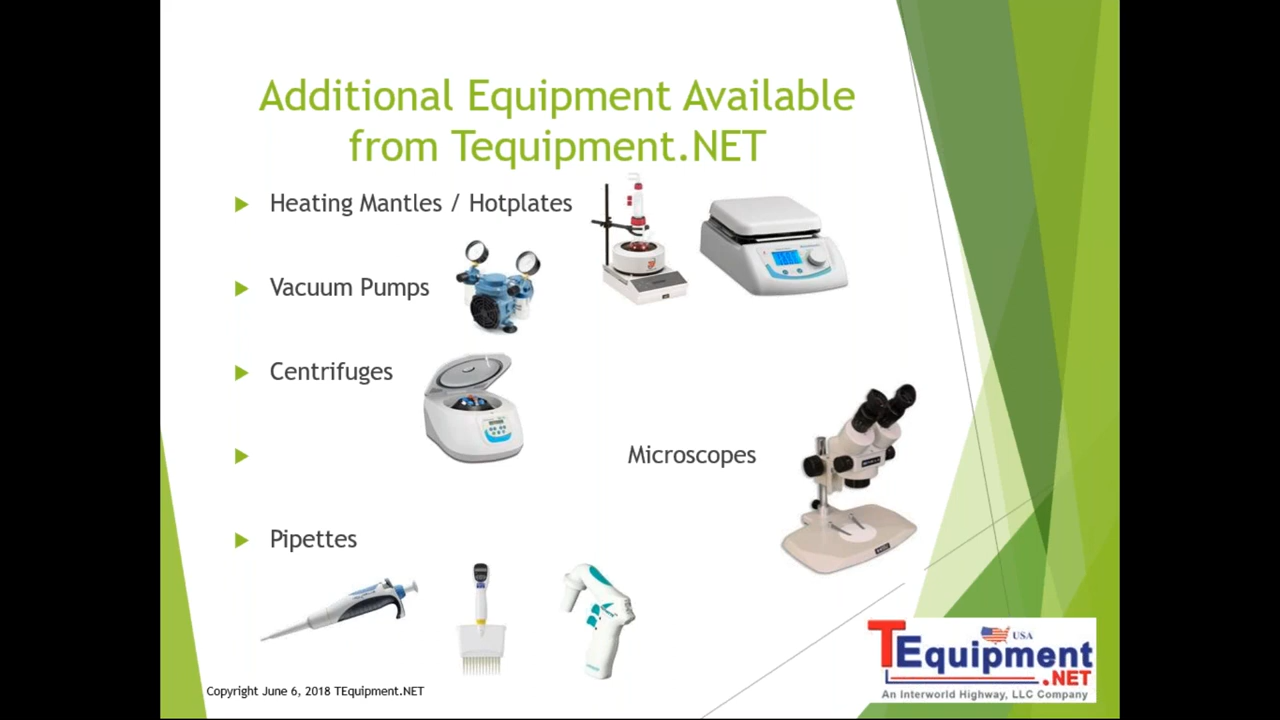 Additional Equipment Available
from Tequipment.NET
Heating Mantles / Hotplates
Vacuum Pumps
Centrifuges
Microscopes
Pipettes
Copyright June 6, 2018 TEquipment.NET
USA
TEquipment
.NET
An Interworld Highway, LLC Company